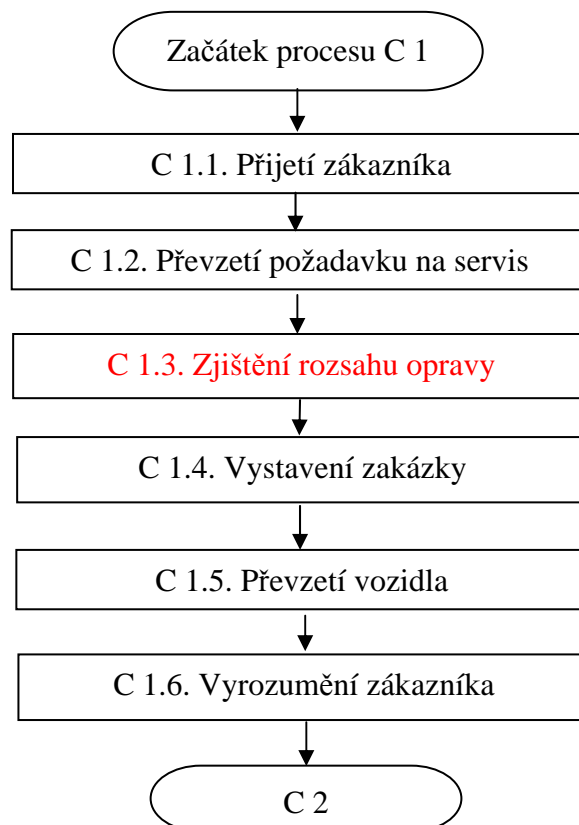 Začátek procesu C 1
C 1.1. Přijetí zákazníka
C 1.2. Převzetí požadavku na servis
C 1.3. Zjištění rozsahu opravy
C 1.4. Vystavení zakázky
C 1.5. Převzetí vozidla
C 1.6. Vyrozumění zákazníka
C 2